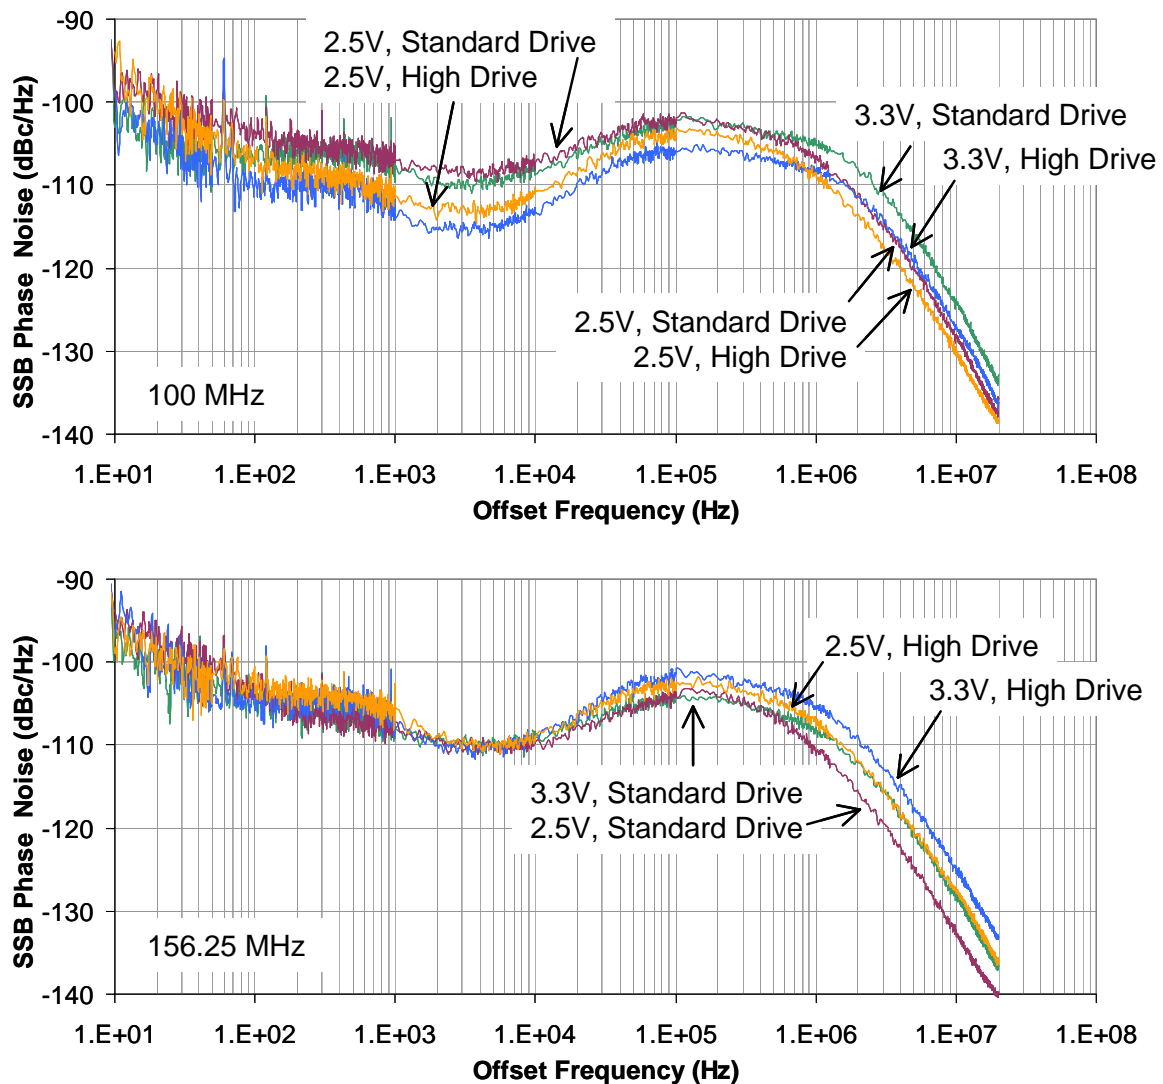 -90
-100
-110
-120
-130
-140
SSB Phase Noise (dBc/Hz)
2.5V, Standard Drive
2.5V, High Drive
3.3V, Standard Drive
3.3V, High Drive
2.5V, Standard Drive
2.5V, High Drive
100 MHz
1.E+01 1.E+02 1.E+03 1.E+04 1.E+05 1.E+06 1.E+07 1.E+08
Offset Frequency (Hz)
-90
-100
-110
-120
-130
-140
SSB Phase Noise (dBc/Hz)
2.5V, High Drive
3.3V, High Drive
3.3V, Standard Drive
2.5V, Standard Drive
156.25 MHz
1.E+01 1.E+02 1.E+03 1.E+04 1.E+05 1.E+06 1.E+07 1.E+08
Offset Frequency (Hz)